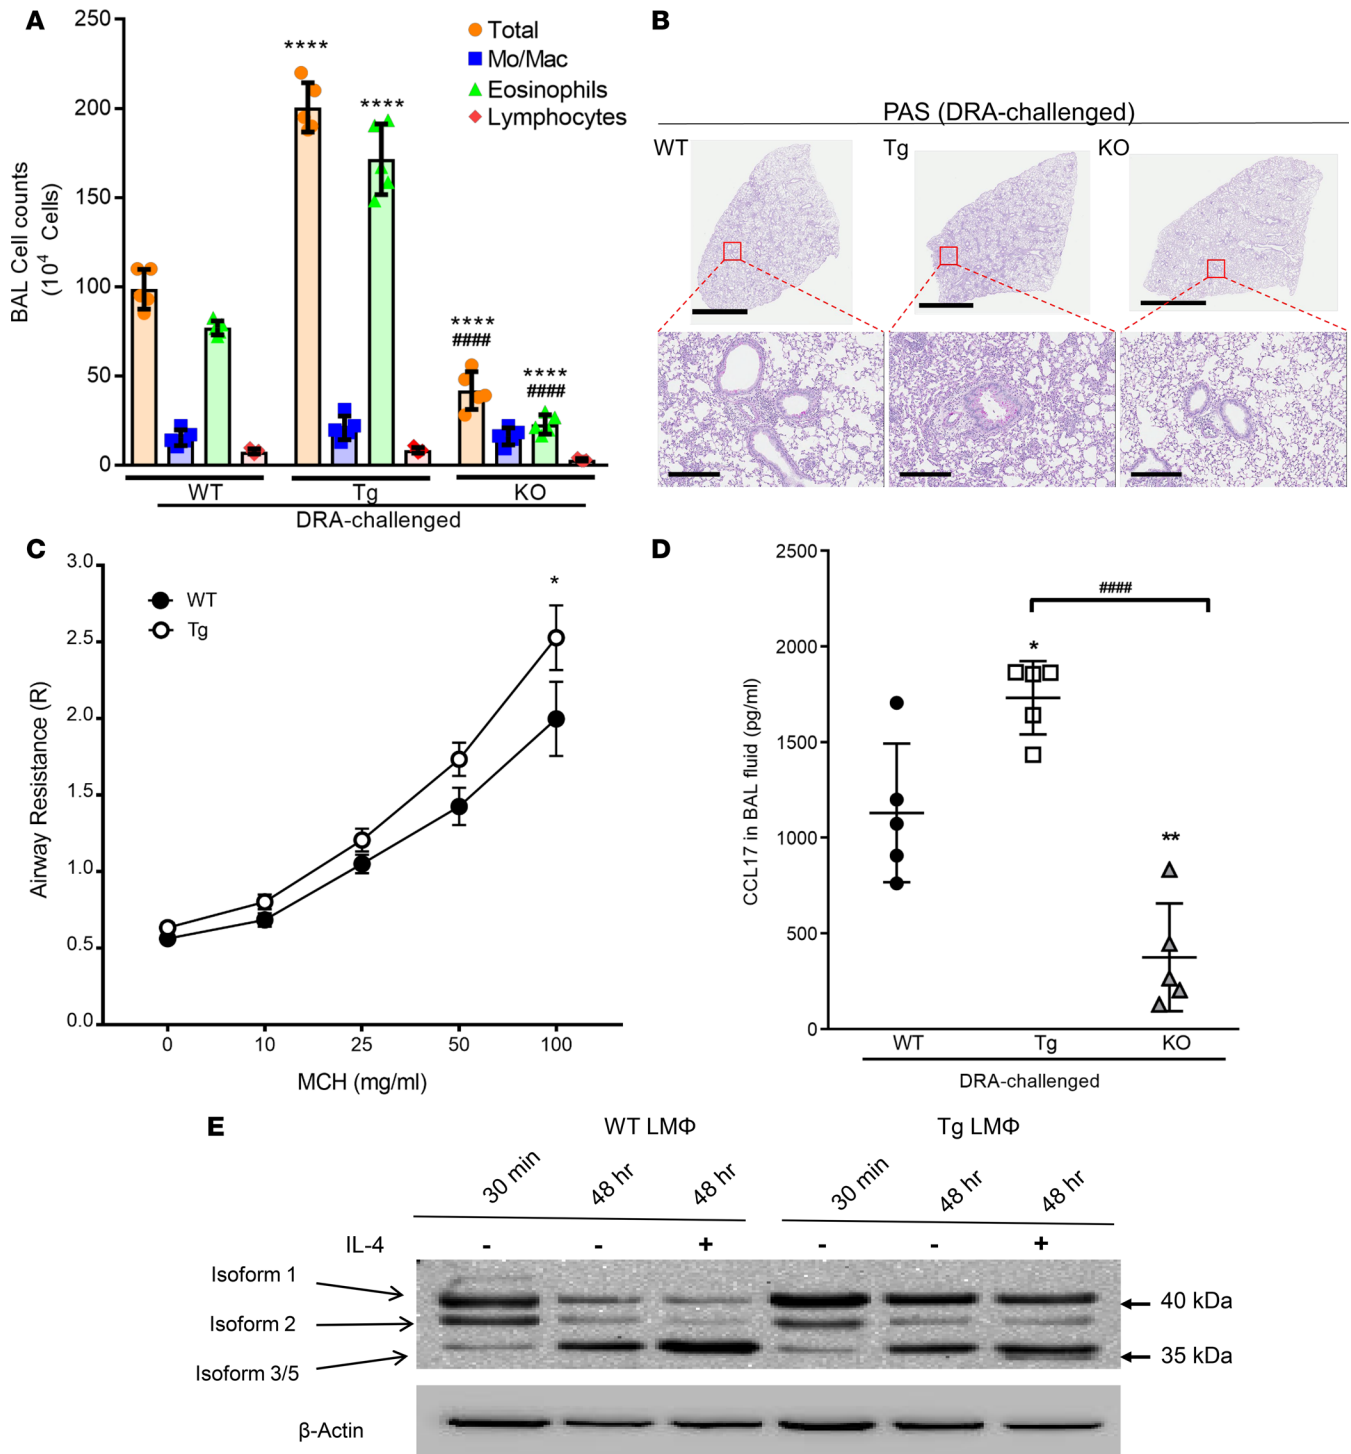 A
250
200
150
100
50
0
BAL Cell counts
(10⁴ Cells)
Total
Mo/Mac
Eosinophils
Lymphocytes
****
****
****
####
****
####
WT
Tg
KO
DRA-challenged
B
PAS (DRA-challenged)
WT
Tg
KO
C
3.0
2.5
2.0
1.5
1.0
0.5
0.0
Airway Resistance (R)
WT
Tg
*
0
10
25
50
100
MCH (mg/ml)
D
2500
2000
1500
1000
500
0
CCL17 in BAL fluid (pg/ml)
####
*
**
WT
Tg
KO
DRA-challenged
E
WT LMΦ
Tg LMΦ
30 min
48 hr
48 hr
30 min
48 hr
48 hr
IL-4
- - + - - +
Isoform 1
Isoform 2
Isoform 3/5
40 kDa
35 kDa
β-Actin